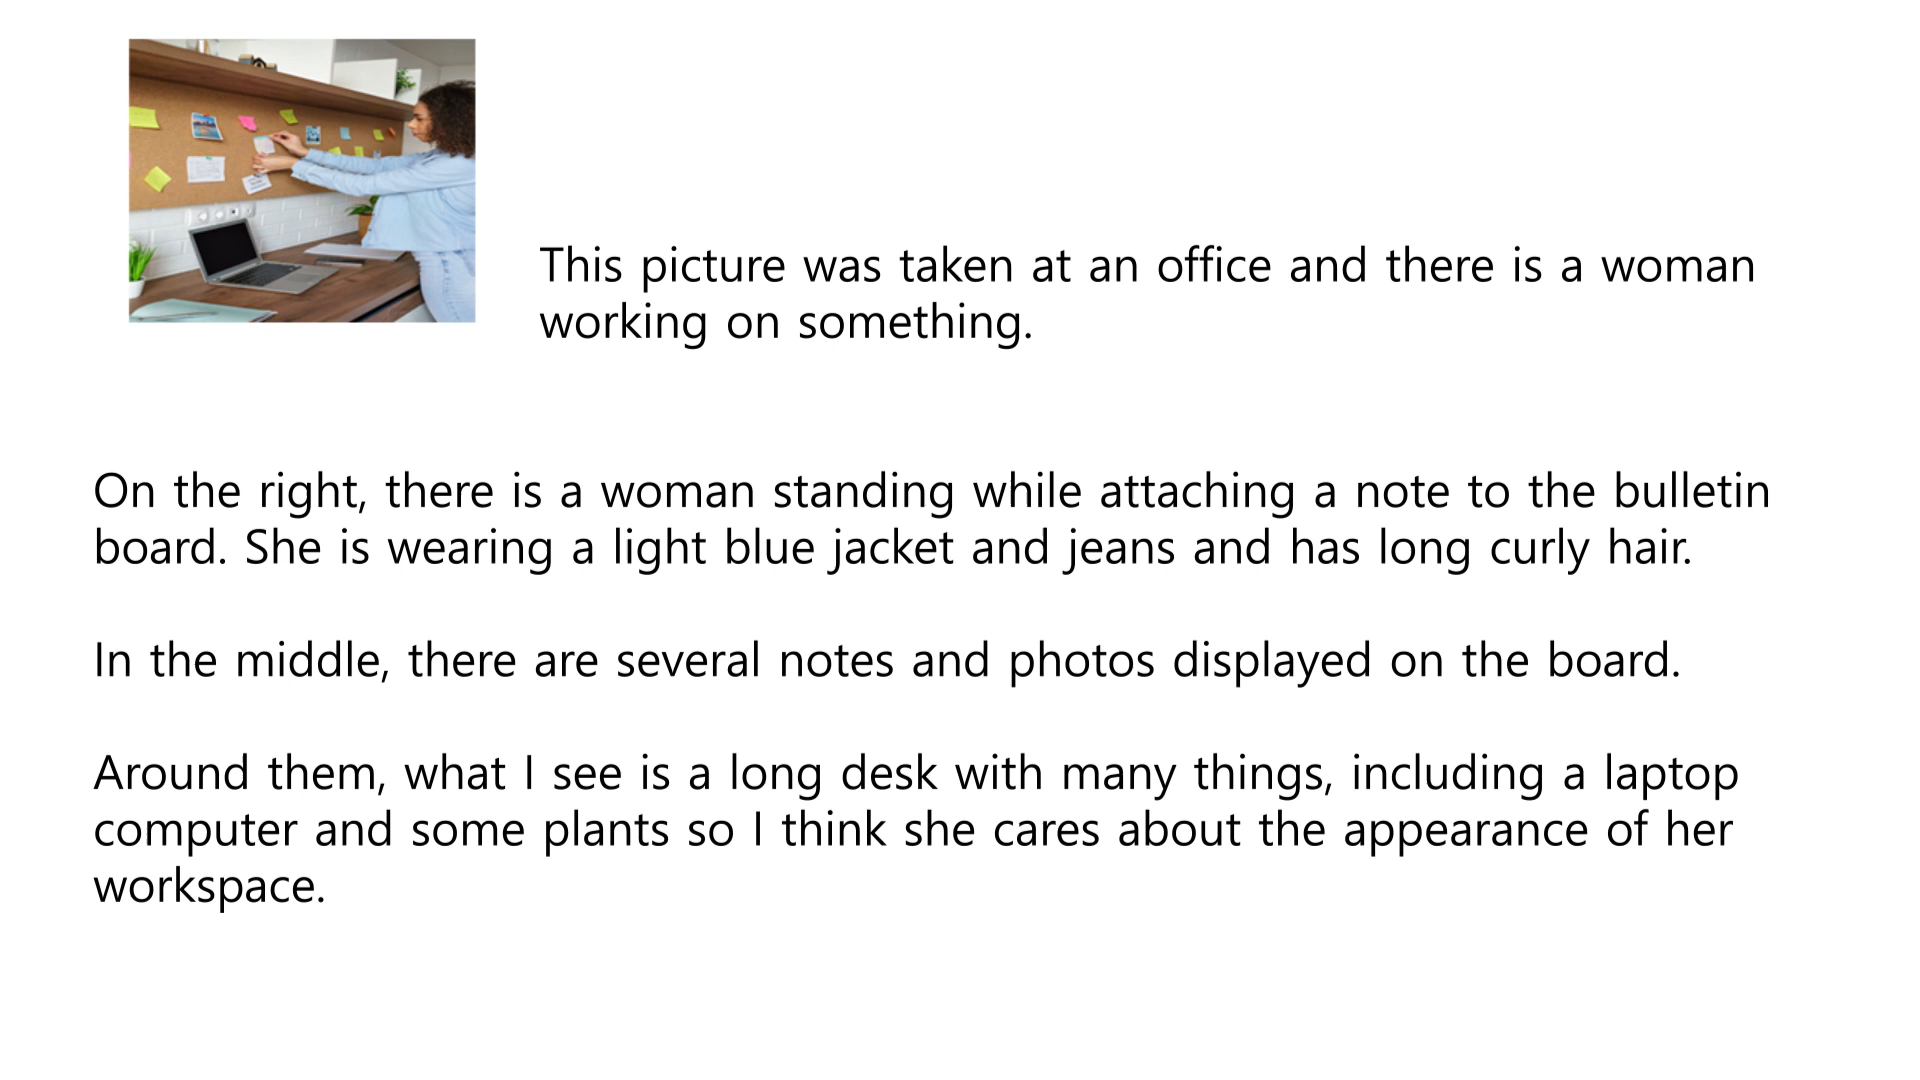 This picture was taken at an office and there is a woman
working on something.
On the right, there is a woman standing while attaching a note to the bulletin
board. She is wearing a light blue jacket and jeans and has long curly hair.
In the middle, there are several notes and photos displayed on the board.
Around them, what I see is a long desk with many things, including a laptop
computer and some plants so I think she cares about the appearance of her
workspace.